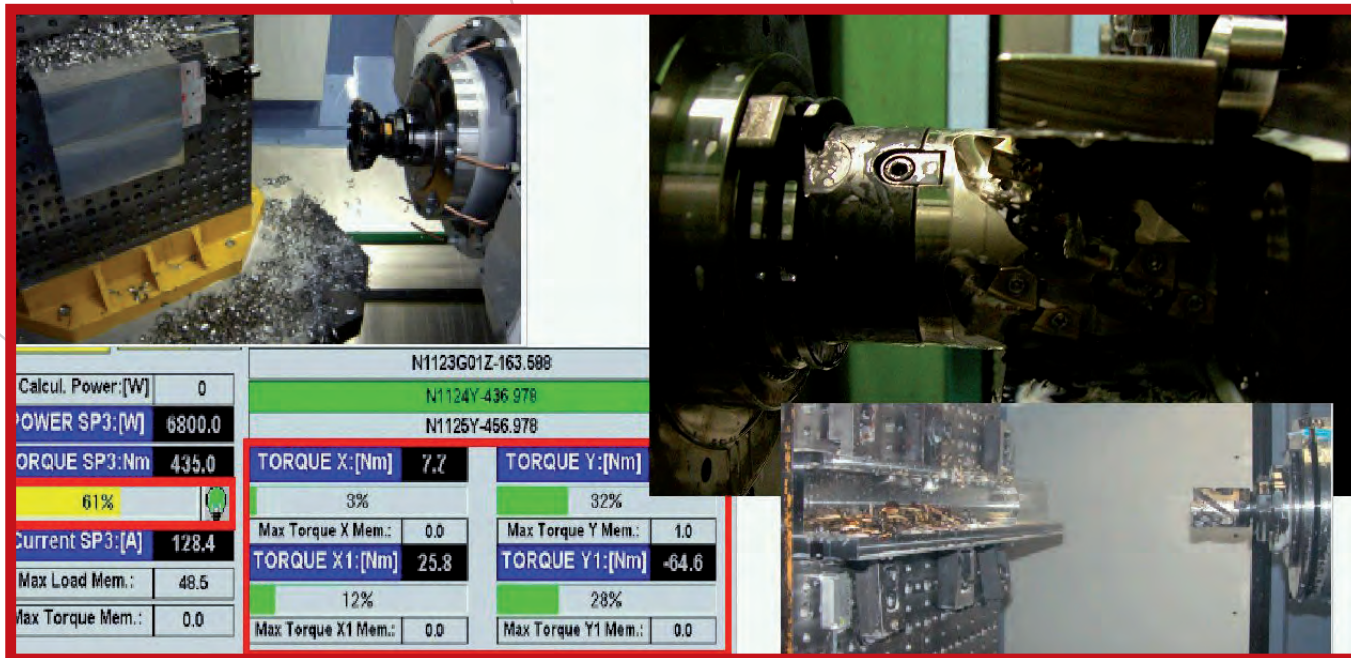 N1123G01Z-163.588
N1124Y-436.978
N1125Y-456.978
Calcul. Power:[W] 0
POWER SP3:[W] 6800.0
ORQUE SP3:Nm 435.0
61%
Current SP3:[A] 128.4
Max Load Mem.: 48.5
Max Torque Mem.: 0.0
TORQUE X:[Nm] 7.7
3%
Max Torque X Mem.: 0.0
TORQUE X1:[Nm] 25.8
12%
Max Torque X1 Mem.: 0.0
TORQUE Y:[Nm]
32%
Max Torque Y Mem.: 1.0
TORQUE Y1:[Nm] -64.6
28%
Max Torque Y1 Mem.: 0.0